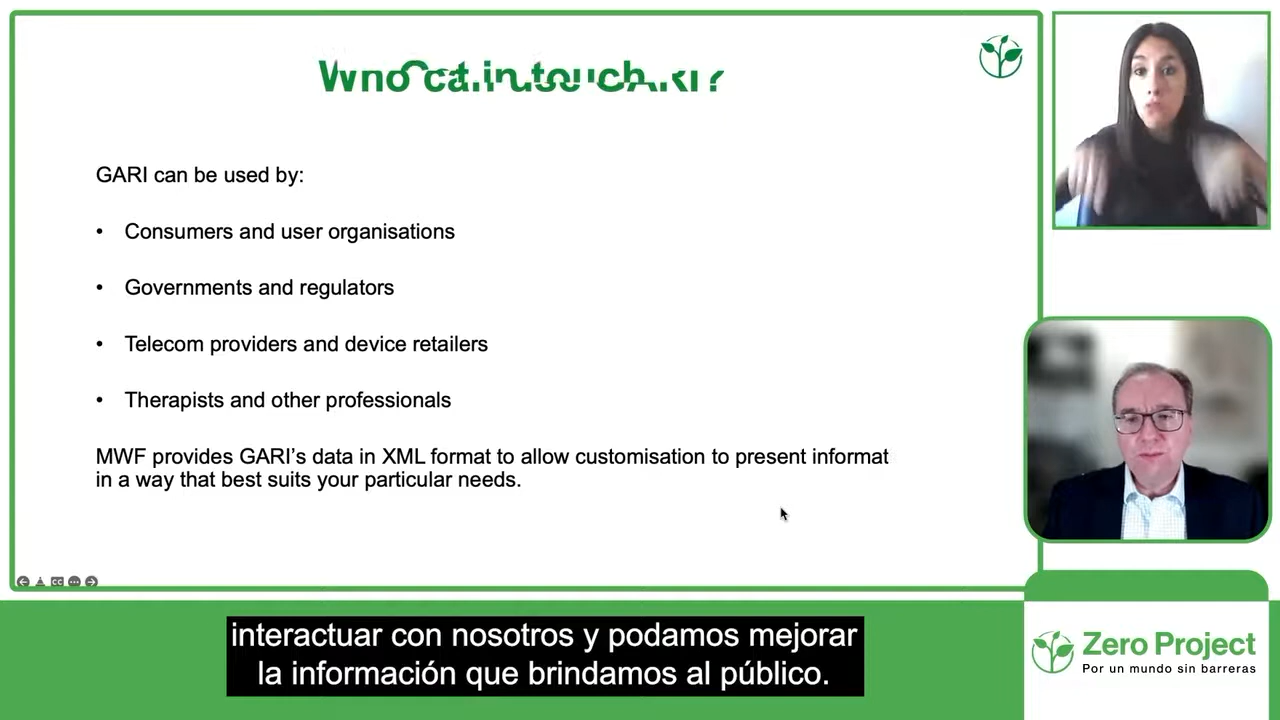 GARI can be used by:
• Consumers and user organisations
• Governments and regulators
• Telecom providers and device retailers
• Therapists and other professionals
MWF provides GARI’s data in XML format to allow customisation to present informat
in a way that best suits your particular needs.
interactuar con nosotros y podamos mejorar
la información que brindamos al público.
Zero Project
Por un mundo sin barreras